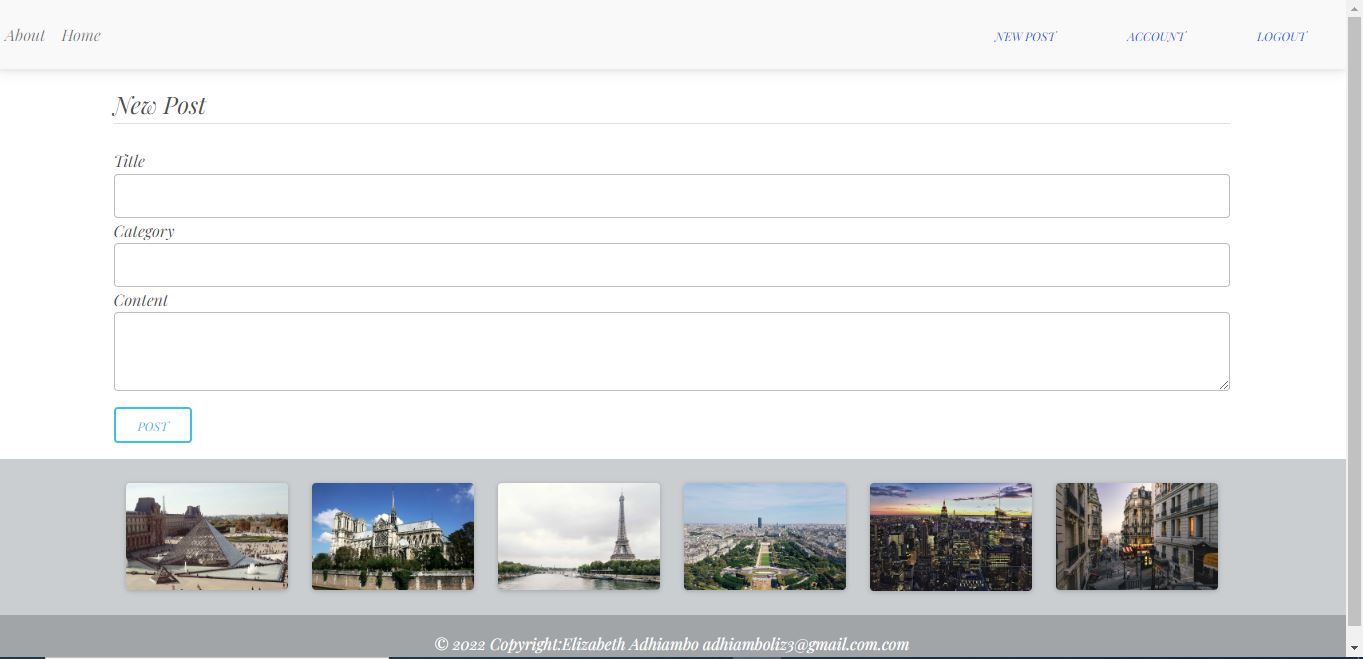 About Home NEW POST ACCOUNT LOGOUT
New Post
Title
Category
Content
POST
© 2022 Copyright:Elizabeth Adhiambo adhiamboliz3@gmail.com.com